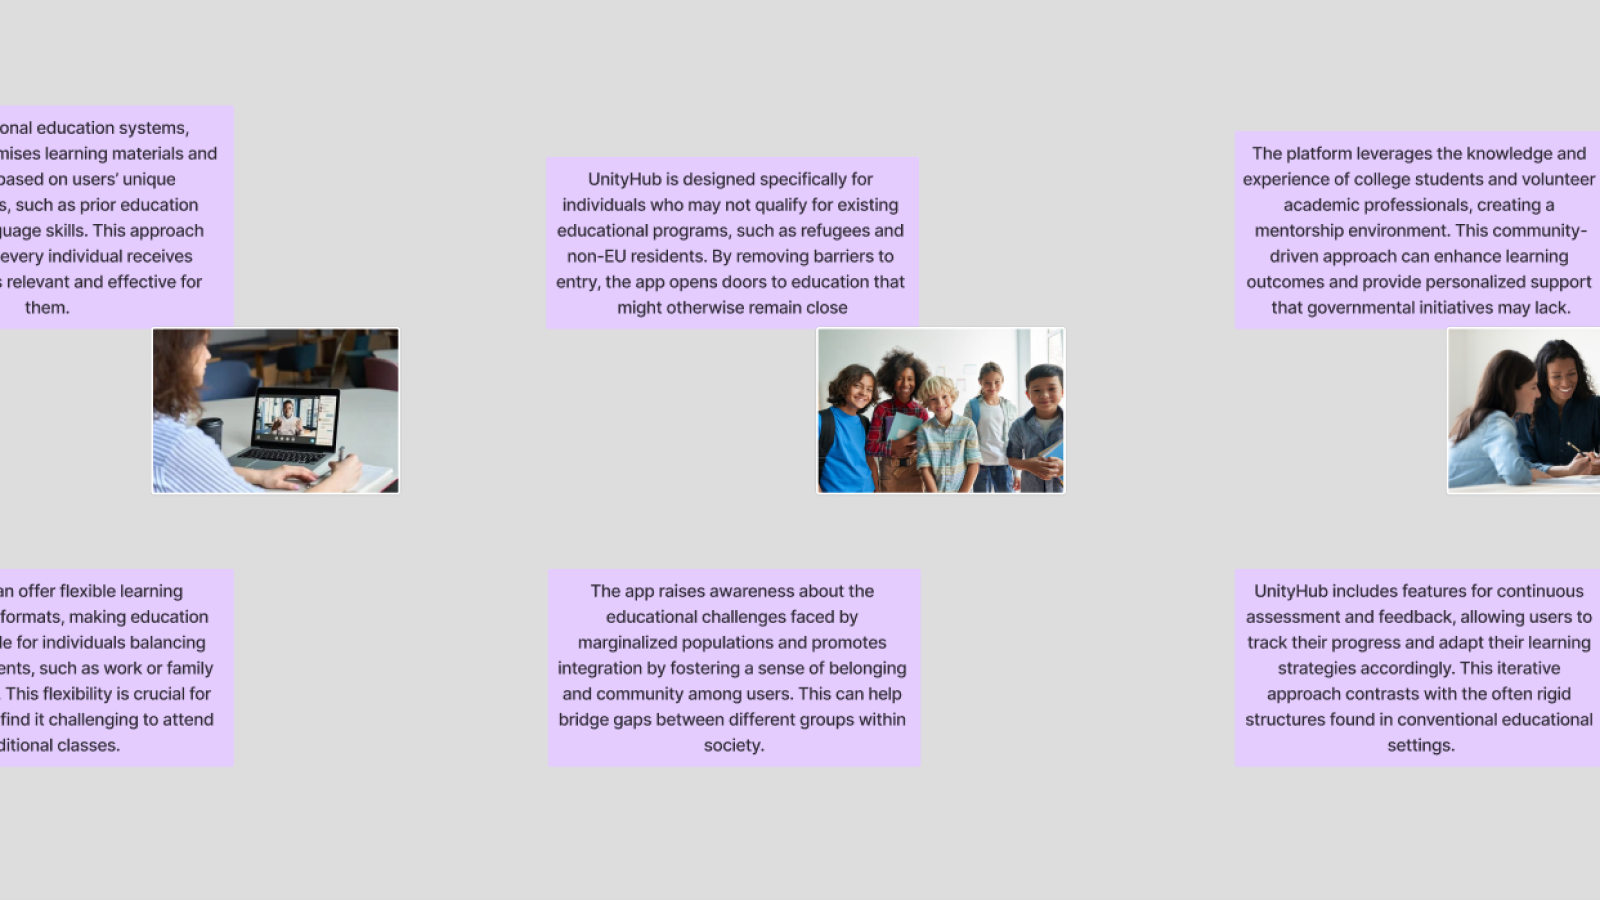 onal education systems,
mises learning materials and
based on users’ unique
s, such as prior education
guage skills. This approach
every individual receives
s relevant and effective for
them.
UnityHub is designed specifically for
individuals who may not qualify for existing
educational programs, such as refugees and
non-EU residents. By removing barriers to
entry, the app opens doors to education that
might otherwise remain close
The platform leverages the knowledge and
experience of college students and volunteer
academic professionals, creating a
mentorship environment. This community-
driven approach can enhance learning
outcomes and provide personalized support
that governmental initiatives may lack.
an offer flexible learning
formats, making education
le for individuals balancing
ents, such as work or family
. This flexibility is crucial for
find it challenging to attend
ditional classes.
The app raises awareness about the
educational challenges faced by
marginalized populations and promotes
integration by fostering a sense of belonging
and community among users. This can help
bridge gaps between different groups within
society.
UnityHub includes features for continuous
assessment and feedback, allowing users to
track their progress and adapt their learning
strategies accordingly. This iterative
approach contrasts with the often rigid
structures found in conventional educational
settings.